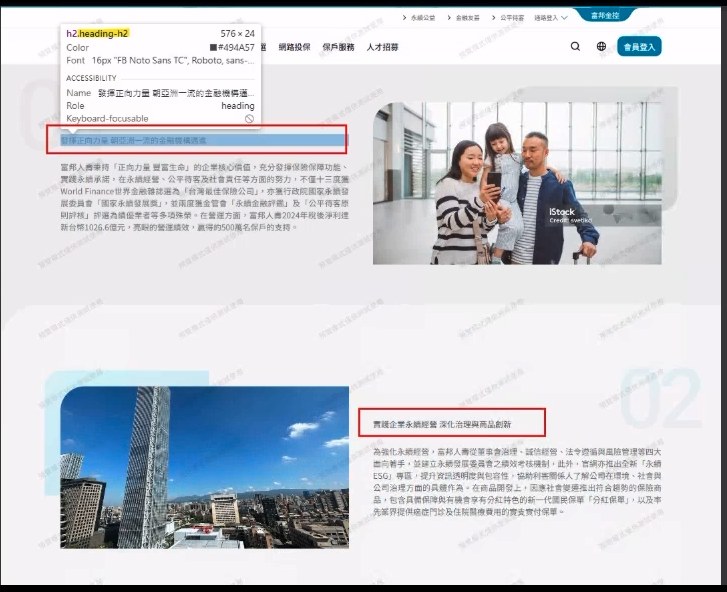 永續公益
金融友善
公平待客
通路登入
富邦金控
網路投保
保戶服務
人才招募
會員登入
h2.heading-h2
576 × 24
Color
#494A57
Font
16px "FB Noto Sans TC", Roboto, sans-...
ACCESSIBILITY
Name
發揮正向力量 朝亞洲一流的金融機構邁...
Role
heading
Keyboard-focusable
發揮正向力量 朝亞洲一流的金融機構邁進
富邦人壽秉持「正向力量 豐富生命」的企業核心價值，充分發揮保險保障功能、
實踐永續承諾，在永續經營、公平待客及社會責任等方面的努力，不僅十三度獲
World Finance世界金融雜誌選為「台灣最佳保險公司」，亦獲行政院國家永續發
展委員會「國家永續發展獎」，並兩度獲金管會「永續金融評鑑」及「公平待客原
則評核」評選為績優業者等多項殊榮。在營運方面，富邦人壽2024年稅後淨利達
新台幣1026.6億元，亮眼的營運績效，贏得約500萬名保戶的支持。
iStock
Credit: svetikd
02
實踐企業永續經營 深化治理與商品創新
為強化永續經營，富邦人壽從董事會治理、誠信經營、法令遵循與風險管理等四大
面向著手，並建立永續發展委員會之績效考核機制，此外，官網亦推出全新「永續
ESG」專區，提升資訊透明度與包容性，協助利害關係人了解公司在環境、社會與
公司治理方面的具體作為。在商品開發上，因應社會變遷推出符合趨勢的保險商
品，包含具備保障與有機會享有分紅特色的新一代國民保單「分紅保單」，以及率
先業界提供癌症門診及住院醫療費用的實支實付保單。